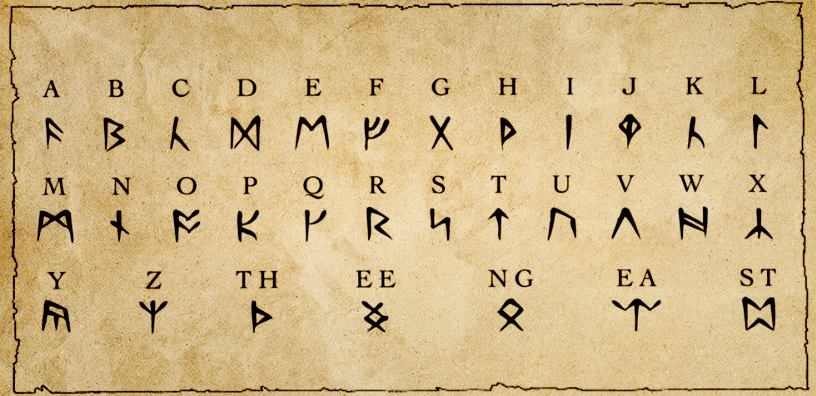 A B C D E F G H I J K L
ᚫ ᛒ ᚳ ᛞ ᛖ ᚠ ᚷ ᚹ ᛁ ᛄ ᚳ ᛚ
M N O P Q R S T U V W X
ᛗ ᚾ ᚩ ᛕ ᚴ ᚱ ᛋ ᛏ ᚢ ᚺ ᛉ
Y Z TH EE NG EA ST
ᚣ ᛉ ᚦ ᛝ ᛟ ᛠ